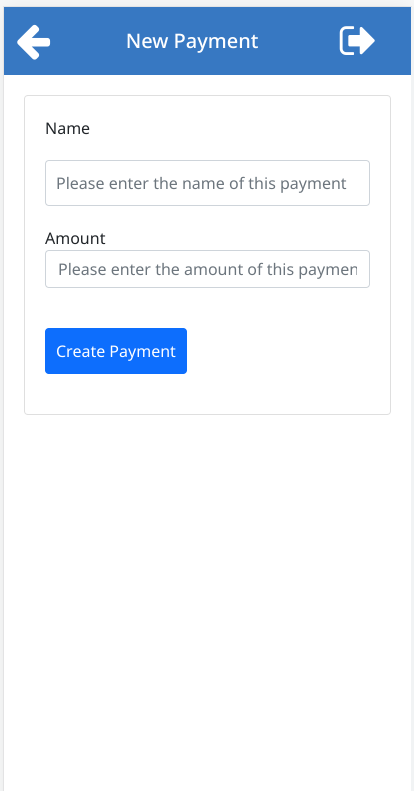 New Payment
Name
Please enter the name of this payment
Amount
Please enter the amount of this paymen
Create Payment